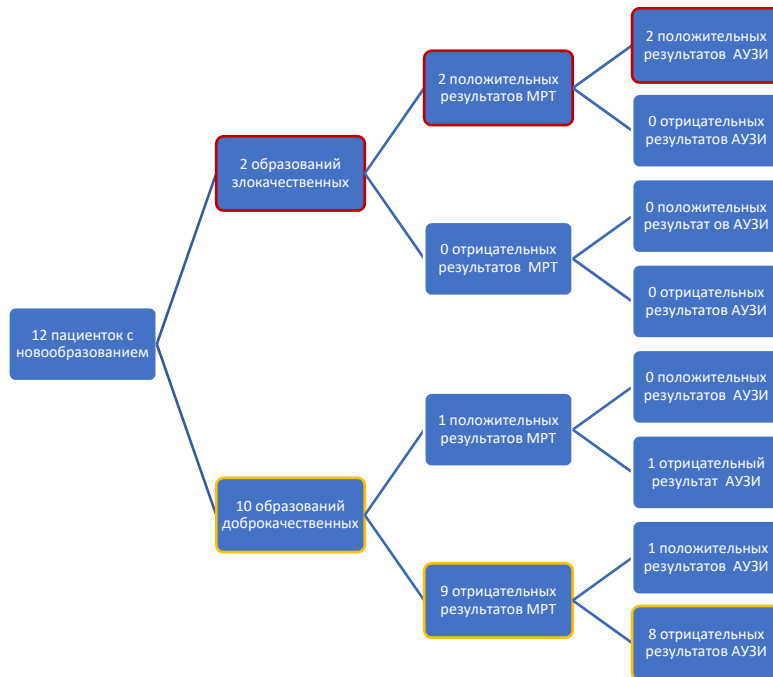 2 положительных
результатов АУЗИ
2 положительных
результатов МРТ
0 отрицательных
результатов АУЗИ
2 образований
злокачественных
0 положительных
результат ов АУЗИ
0 отрицательных
результатов МРТ
0 отрицательных
результатов АУЗИ
12 пациенток с
новообразованием
0 положительных
результатов АУЗИ
1 положительных
результатов МРТ
1 отрицательный
результат АУЗИ
10 образований
доброкачественных
1 положительных
результатов АУЗИ
9 отрицательных
результатов МРТ
8 отрицательных
результатов АУЗИ